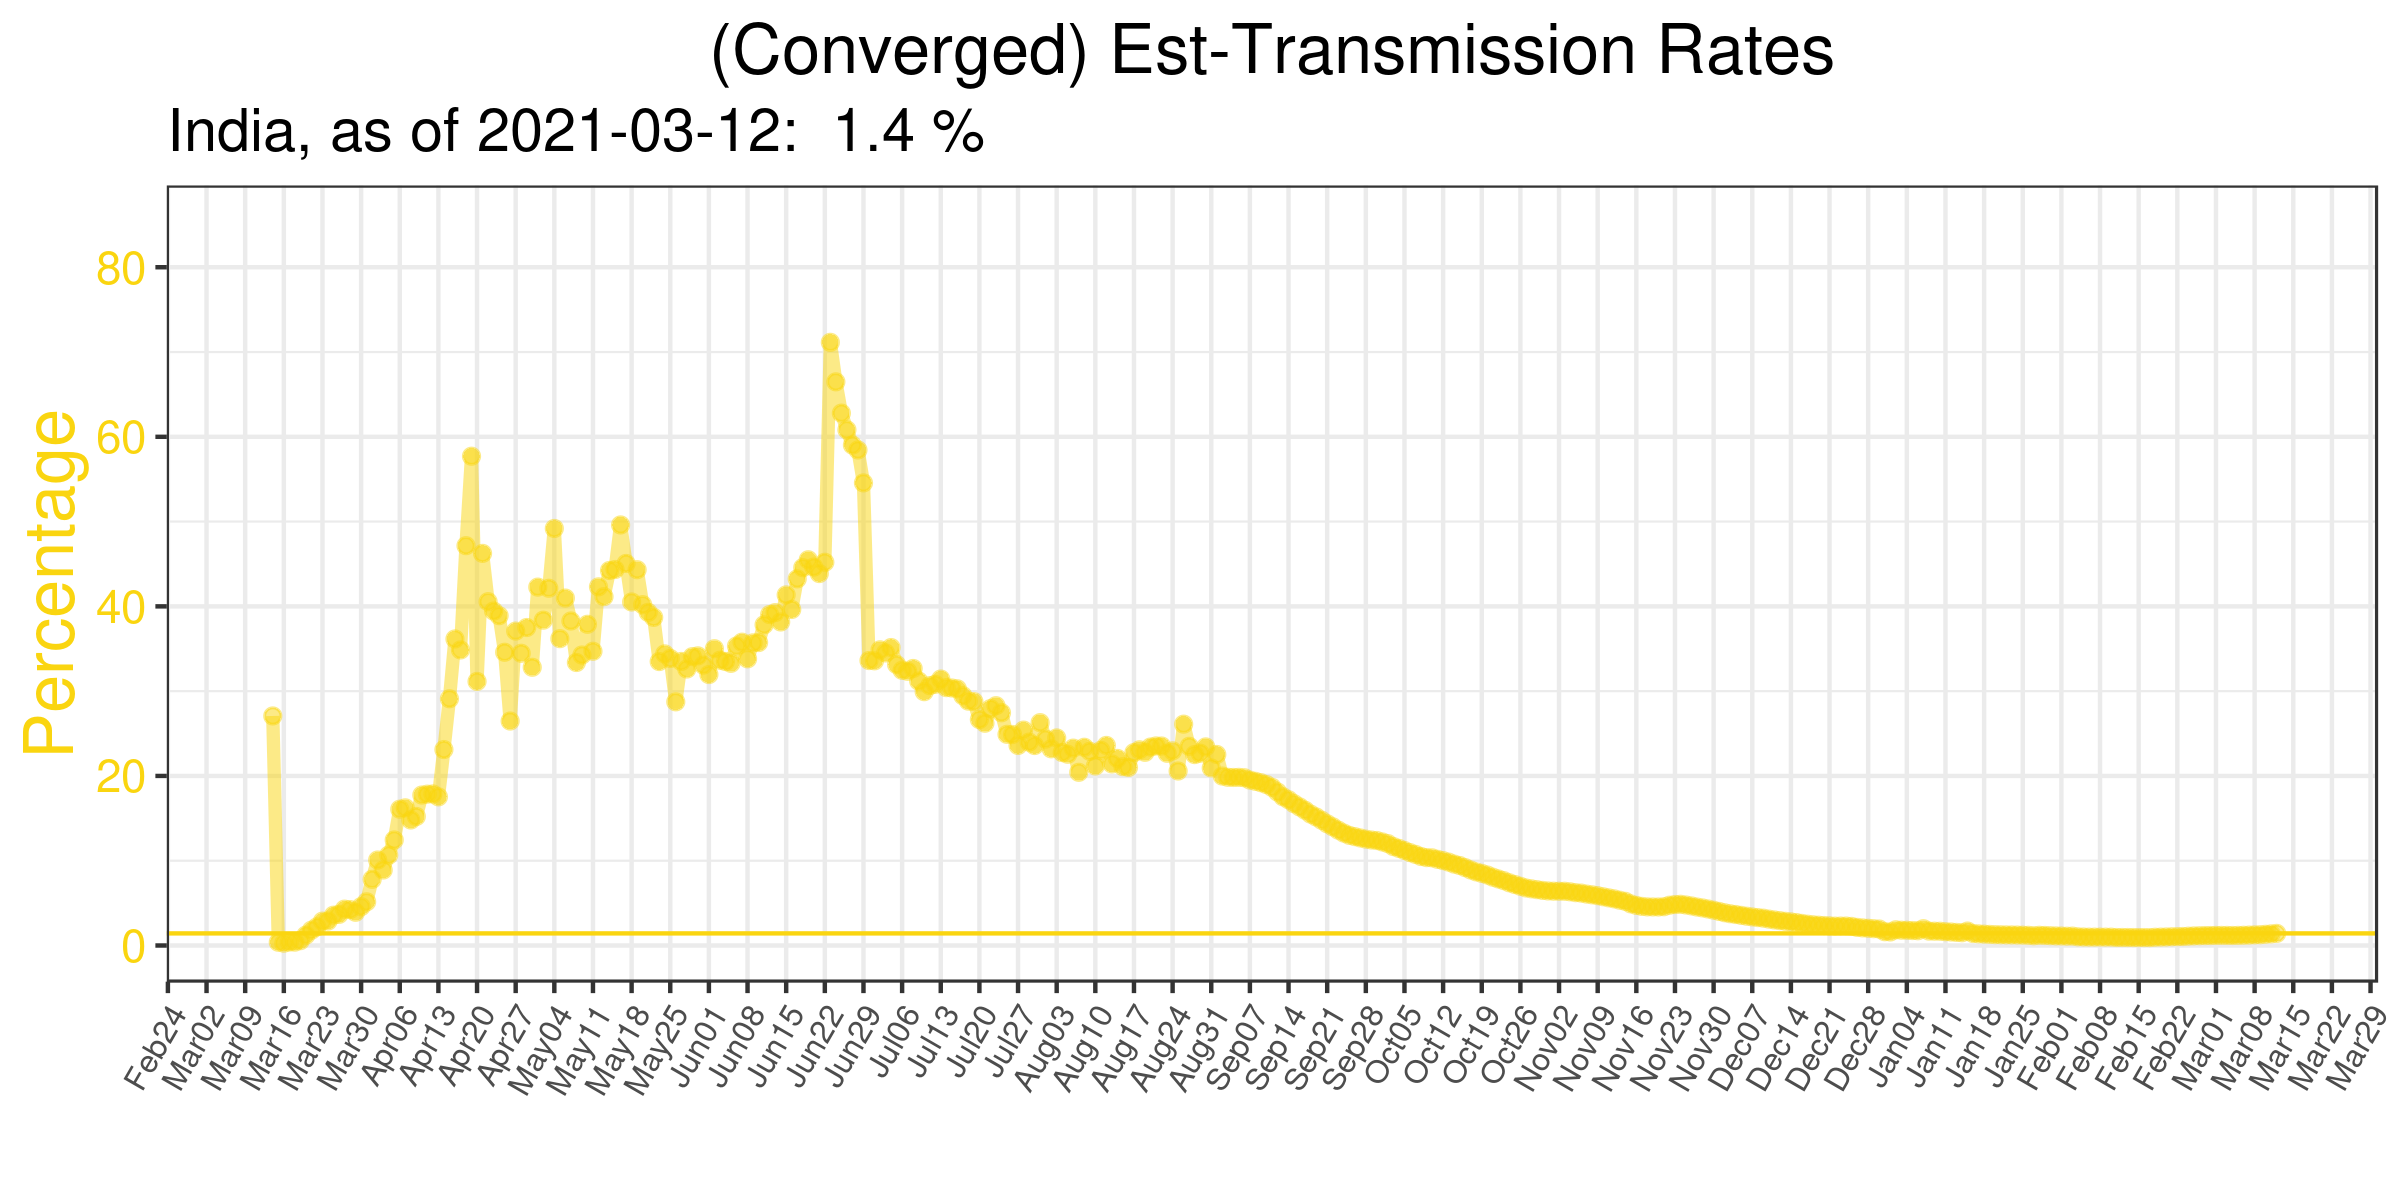 (Converged) Est-Transmission Rates
India, as of 2021-03-12:  1.4 %
Percentage
80
60
40
20
0
Feb24
Mar02
Mar09
Mar16
Mar23
Mar30
Apr06
Apr13
Apr20
Apr27
May04
May11
May18
May25
Jun01
Jun08
Jun15
Jun22
Jun29
Jul06
Jul13
Jul20
Jul27
Aug03
Aug10
Aug17
Aug24
Aug31
Sep07
Sep14
Sep21
Sep28
Oct05
Oct12
Oct19
Oct26
Nov02
Nov09
Nov16
Nov23
Nov30
Dec07
Dec14
Dec21
Dec28
Jan04
Jan11
Jan18
Jan25
Feb01
Feb08
Feb15
Feb22
Mar01
Mar08
Mar15
Mar22
Mar29